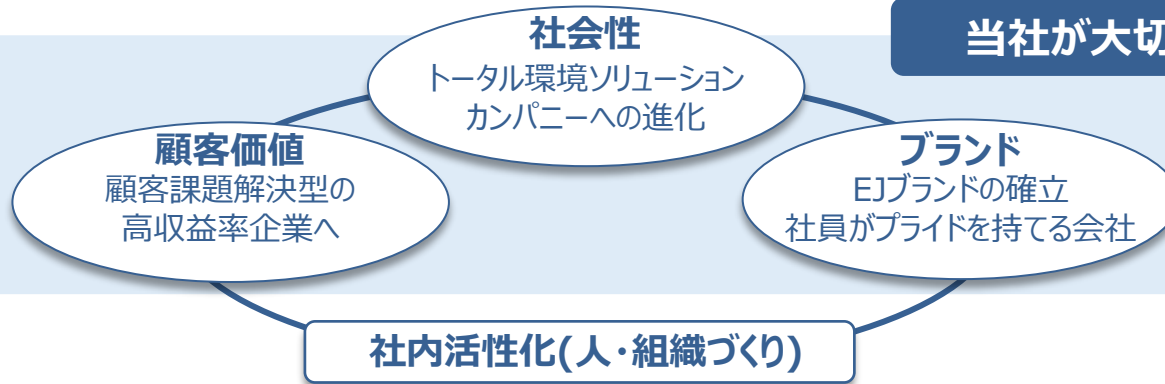 当社が大切
社会性
トータル環境ソリューション
カンパニーへの進化
顧客価値
顧客課題解決型の
高収益率企業へ
ブランド
EJブランドの確立
社員がプライドを持てる会社
社内活性化(人・組織づくり)